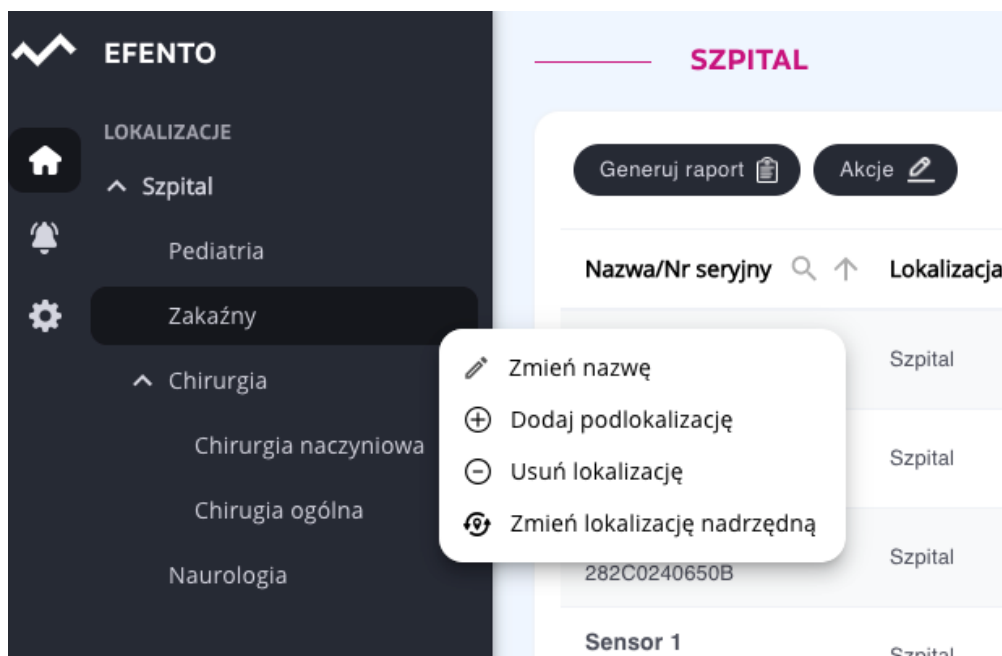 EFENTO
LOKALIZACJE
Szpital
Pediatria
Zakaźny
Chirurgia
Chirurgia naczyniowa
Chirugia ogólna
Naurologia
Zmień nazwę
Dodaj podlokalizację
Usuń lokalizację
Zmień lokalizację nadrzędną
SZPITAL
Generuj raport
Akcje
Nazwa/Nr seryjny Lokalizacja
Szpital
Szpital
282C0240650B Szpital
Sensor 1
Szpital